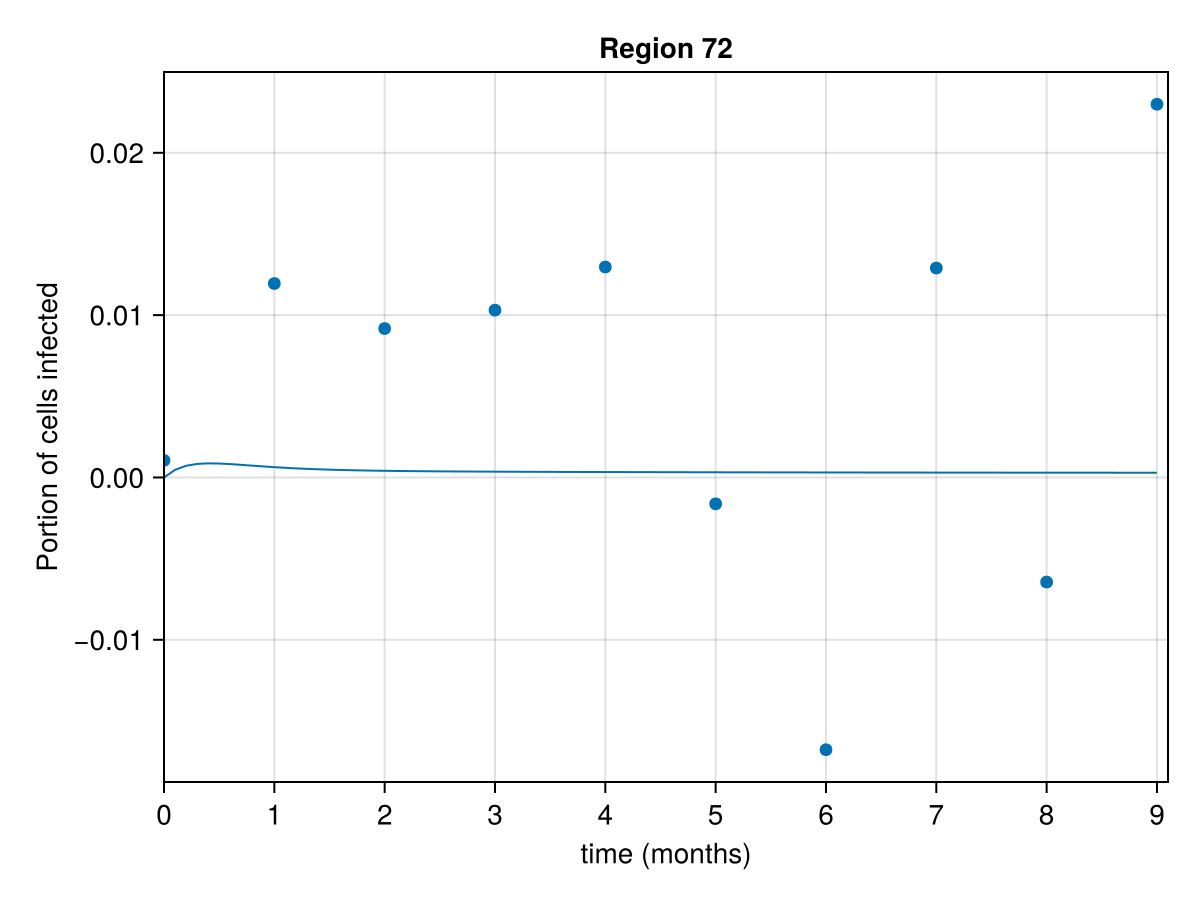 Region 72
Portion of cells infected
0.02
0.01
0.00
−0.01
0 1 2 3 4 5 6 7 8 9
time (months)